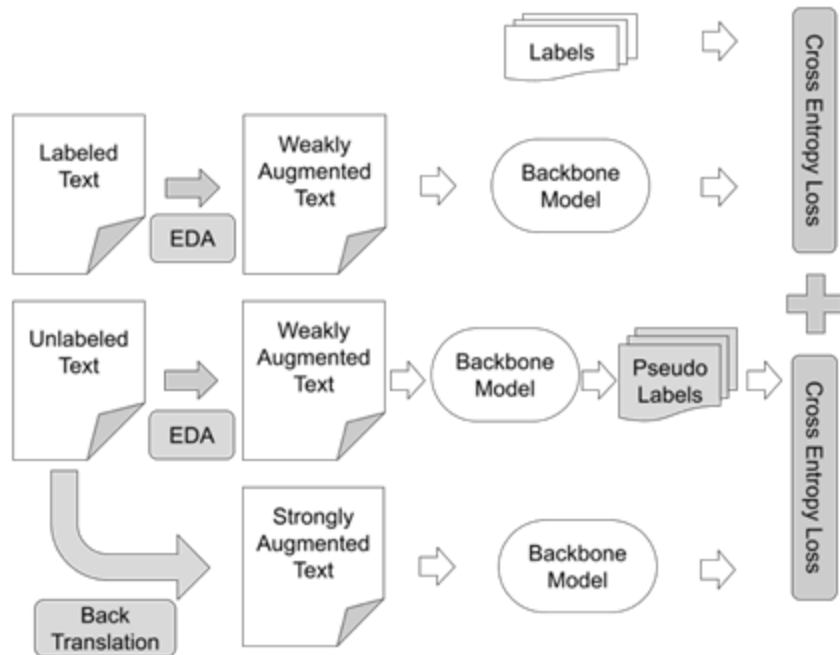 Labels
Cross Entropy Loss
Labeled
Text
EDA
Weakly
Augmented
Text
Backbone
Model
Unlabeled
Text
EDA
Weakly
Augmented
Text
Backbone
Model
Pseudo
Labels
Cross Entropy Loss
Back
Translation
Strongly
Augmented
Text
Backbone
Model